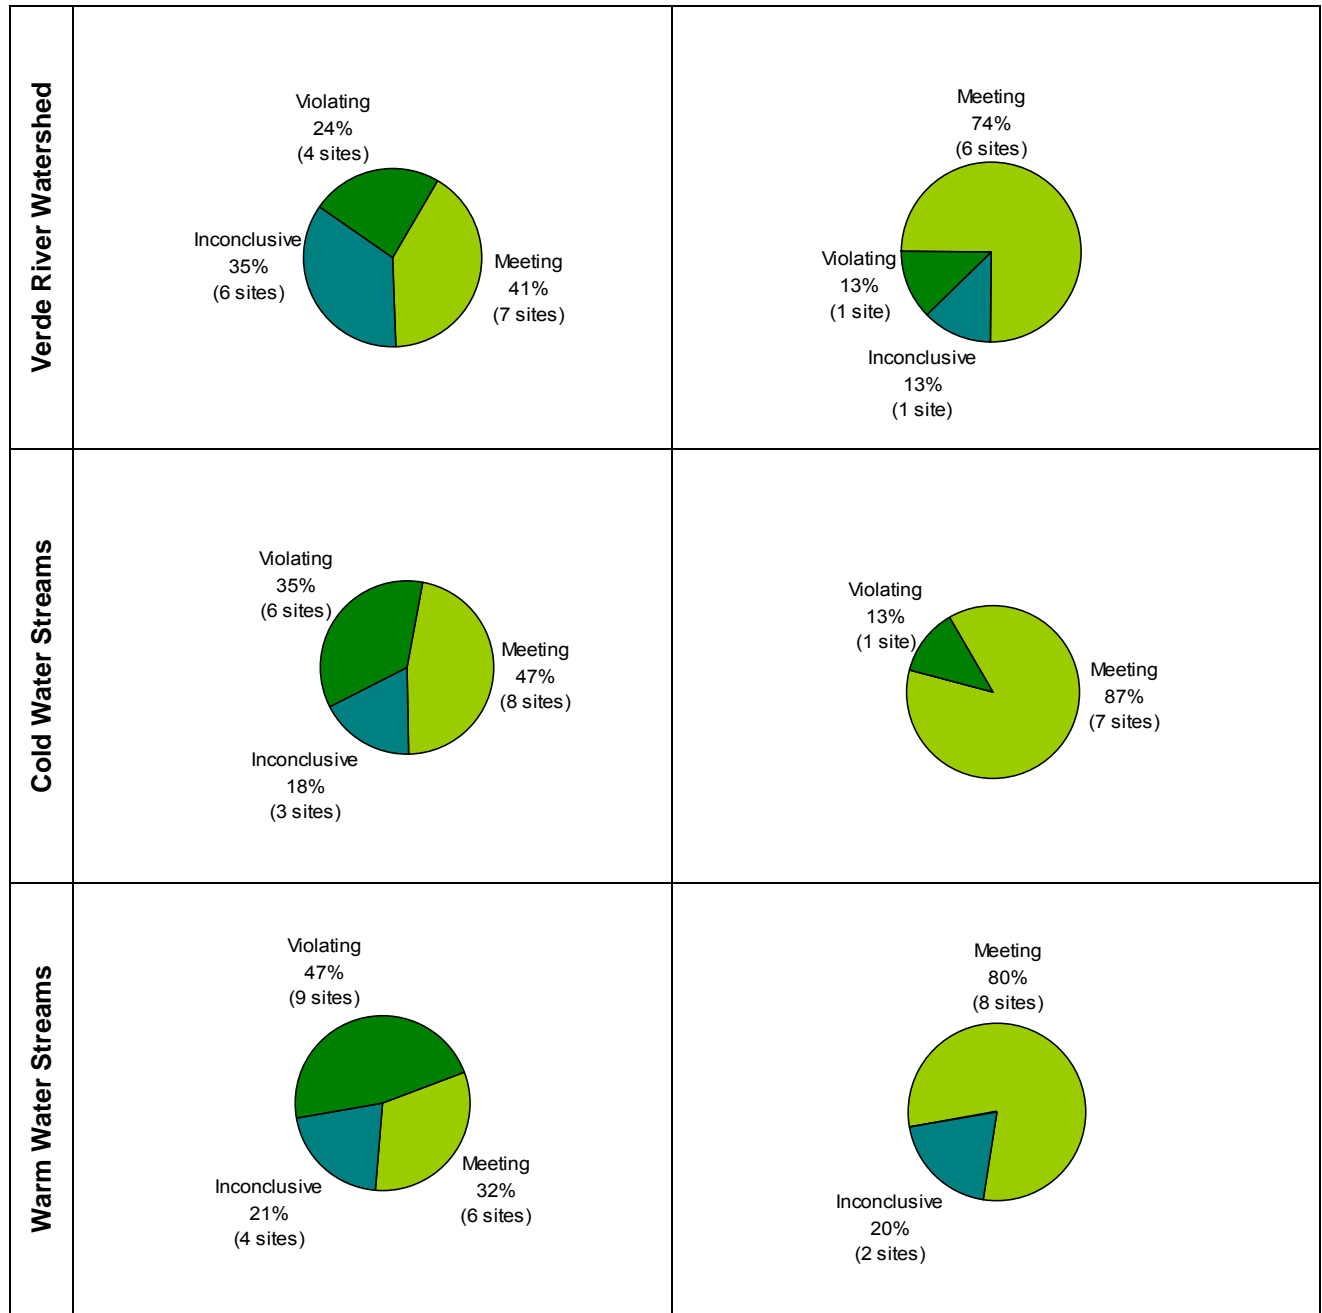 Verde River Watershed
Violating
24%
(4 sites)
Inconclusive
35%
(6 sites)
Meeting
41%
(7 sites)
Meeting
74%
(6 sites)
Violating
13%
(1 site)
Inconclusive
13%
(1 site)
Cold Water Streams
Violating
35%
(6 sites)
Meeting
47%
(8 sites)
Inconclusive
18%
(3 sites)
Violating
13%
(1 site)
Meeting
87%
(7 sites)
Warm Water Streams
Violating
47%
(9 sites)
Meeting
32%
(6 sites)
Inconclusive
21%
(4 sites)
Meeting
80%
(8 sites)
Inconclusive
20%
(2 sites)